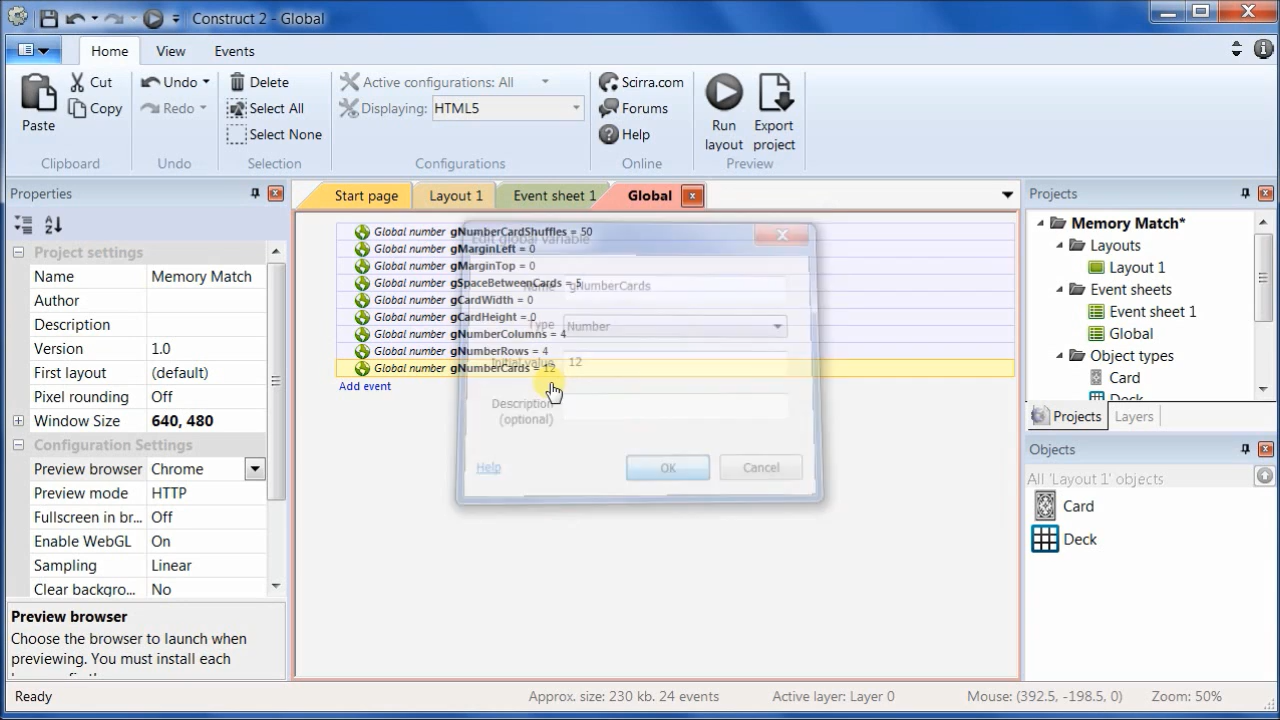 Construct 2 - Global
Home
View
Events
Paste
Cut
Copy
Clipboard
Undo
Redo
Undo
Delete
Select All
Select None
Selection
Active configurations: All
Displaying: HTML5
Configurations
Scirra.com
Forums
Help
Online
Run
layout
Export
project
Preview
Properties
Project settings
Name Memory Match
Author
Description
Version 1.0
First layout (default)
Pixel rounding Off
Window Size 640, 480
Configuration Settings
Preview browser Chrome
Preview mode HTTP
Fullscreen in br... Off
Enable WebGL On
Sampling Linear
Clear backgro... No
Preview browser
Choose the browser to launch when
previewing. You must install each
Start page
Layout 1
Event sheet 1
Global
Global number gNumberCardShuffles = 50
Global number gMarginLeft = 0
Global number gMarginTop = 0
Global number gSpaceBetweenCards = 5
Global number gCardWidth = 0
Global number gCardHeight = 0
Global number gNumberColumns = 4
Global number gNumberRows = 4
Global number gNumberCards = 12
Add event
Edit global variable
Name gNumberCards
Type Number
Initial value 12
Description
(optional)
Help
OK
Cancel
Projects
Memory Match*
Layouts
Layout 1
Event sheets
Event sheet 1
Global
Object types
Card
Deck
Projects
Layers
Objects
All 'Layout 1' objects
Card
Deck
Ready
Approx. size: 230 kb. 24 events
Active layer: Layer 0
Mouse: (392.5, -198.5, 0)
Zoom: 50%